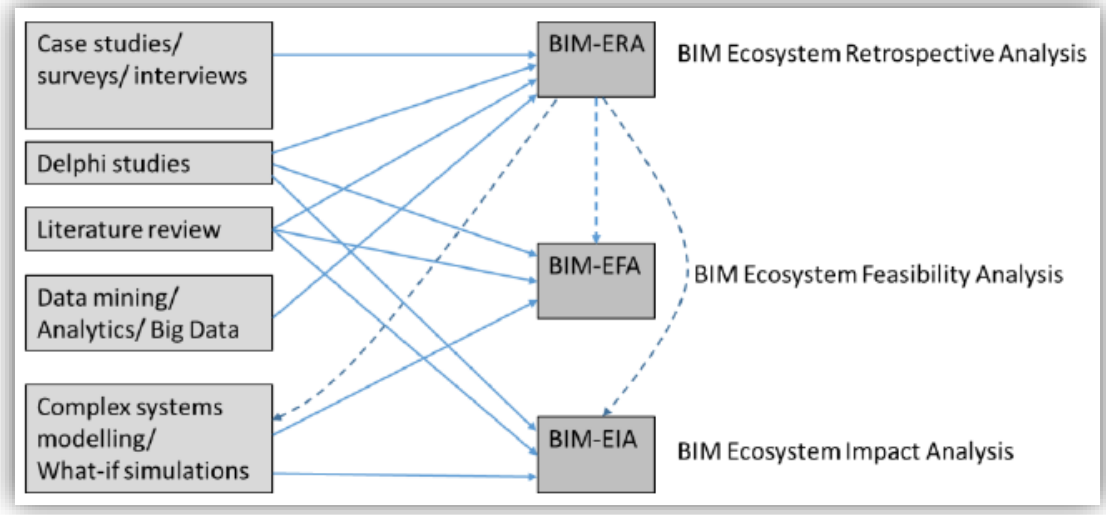 Case studies/
surveys/ interviews
Delphi studies
Literature review
Data mining/
Analytics/ Big Data
Complex systems
modelling/
What-if simulations
BIM-ERA
BIM Ecosystem Retrospective Analysis
BIM-EFA
BIM Ecosystem Feasibility Analysis
BIM-EIA
BIM Ecosystem Impact Analysis